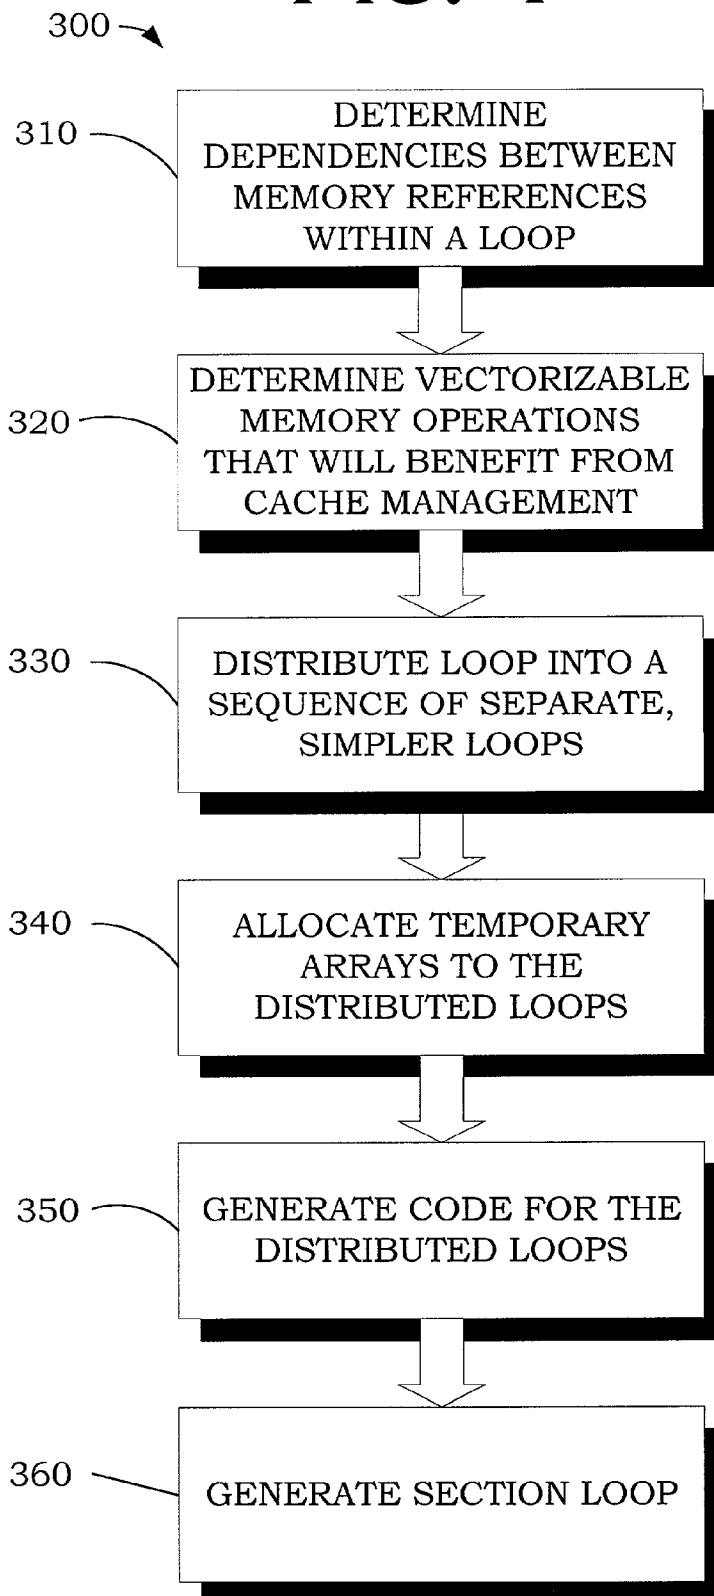 300
310
DETERMINE
DEPENDENCIES BETWEEN
MEMORY REFERENCES
WITHIN A LOOP
320
DETERMINE VECTORIZABLE
MEMORY OPERATIONS
THAT WILL BENEFIT FROM
CACHE MANAGEMENT
330
DISTRIBUTE LOOP INTO A
SEQUENCE OF SEPARATE,
SIMPLER LOOPS
340
ALLOCATE TEMPORARY
ARRAYS TO THE
DISTRIBUTED LOOPS
350
GENERATE CODE FOR THE
DISTRIBUTED LOOPS
360
GENERATE SECTION LOOP